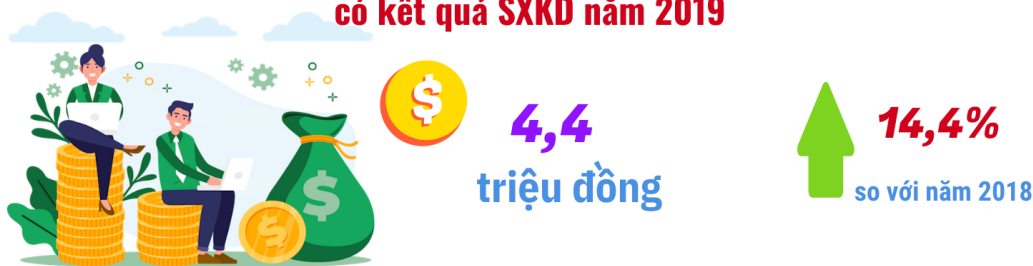 có kết quả SXKD năm 2019
$
4,4
triệu đồng
14,4%
so với năm 2018
$
$